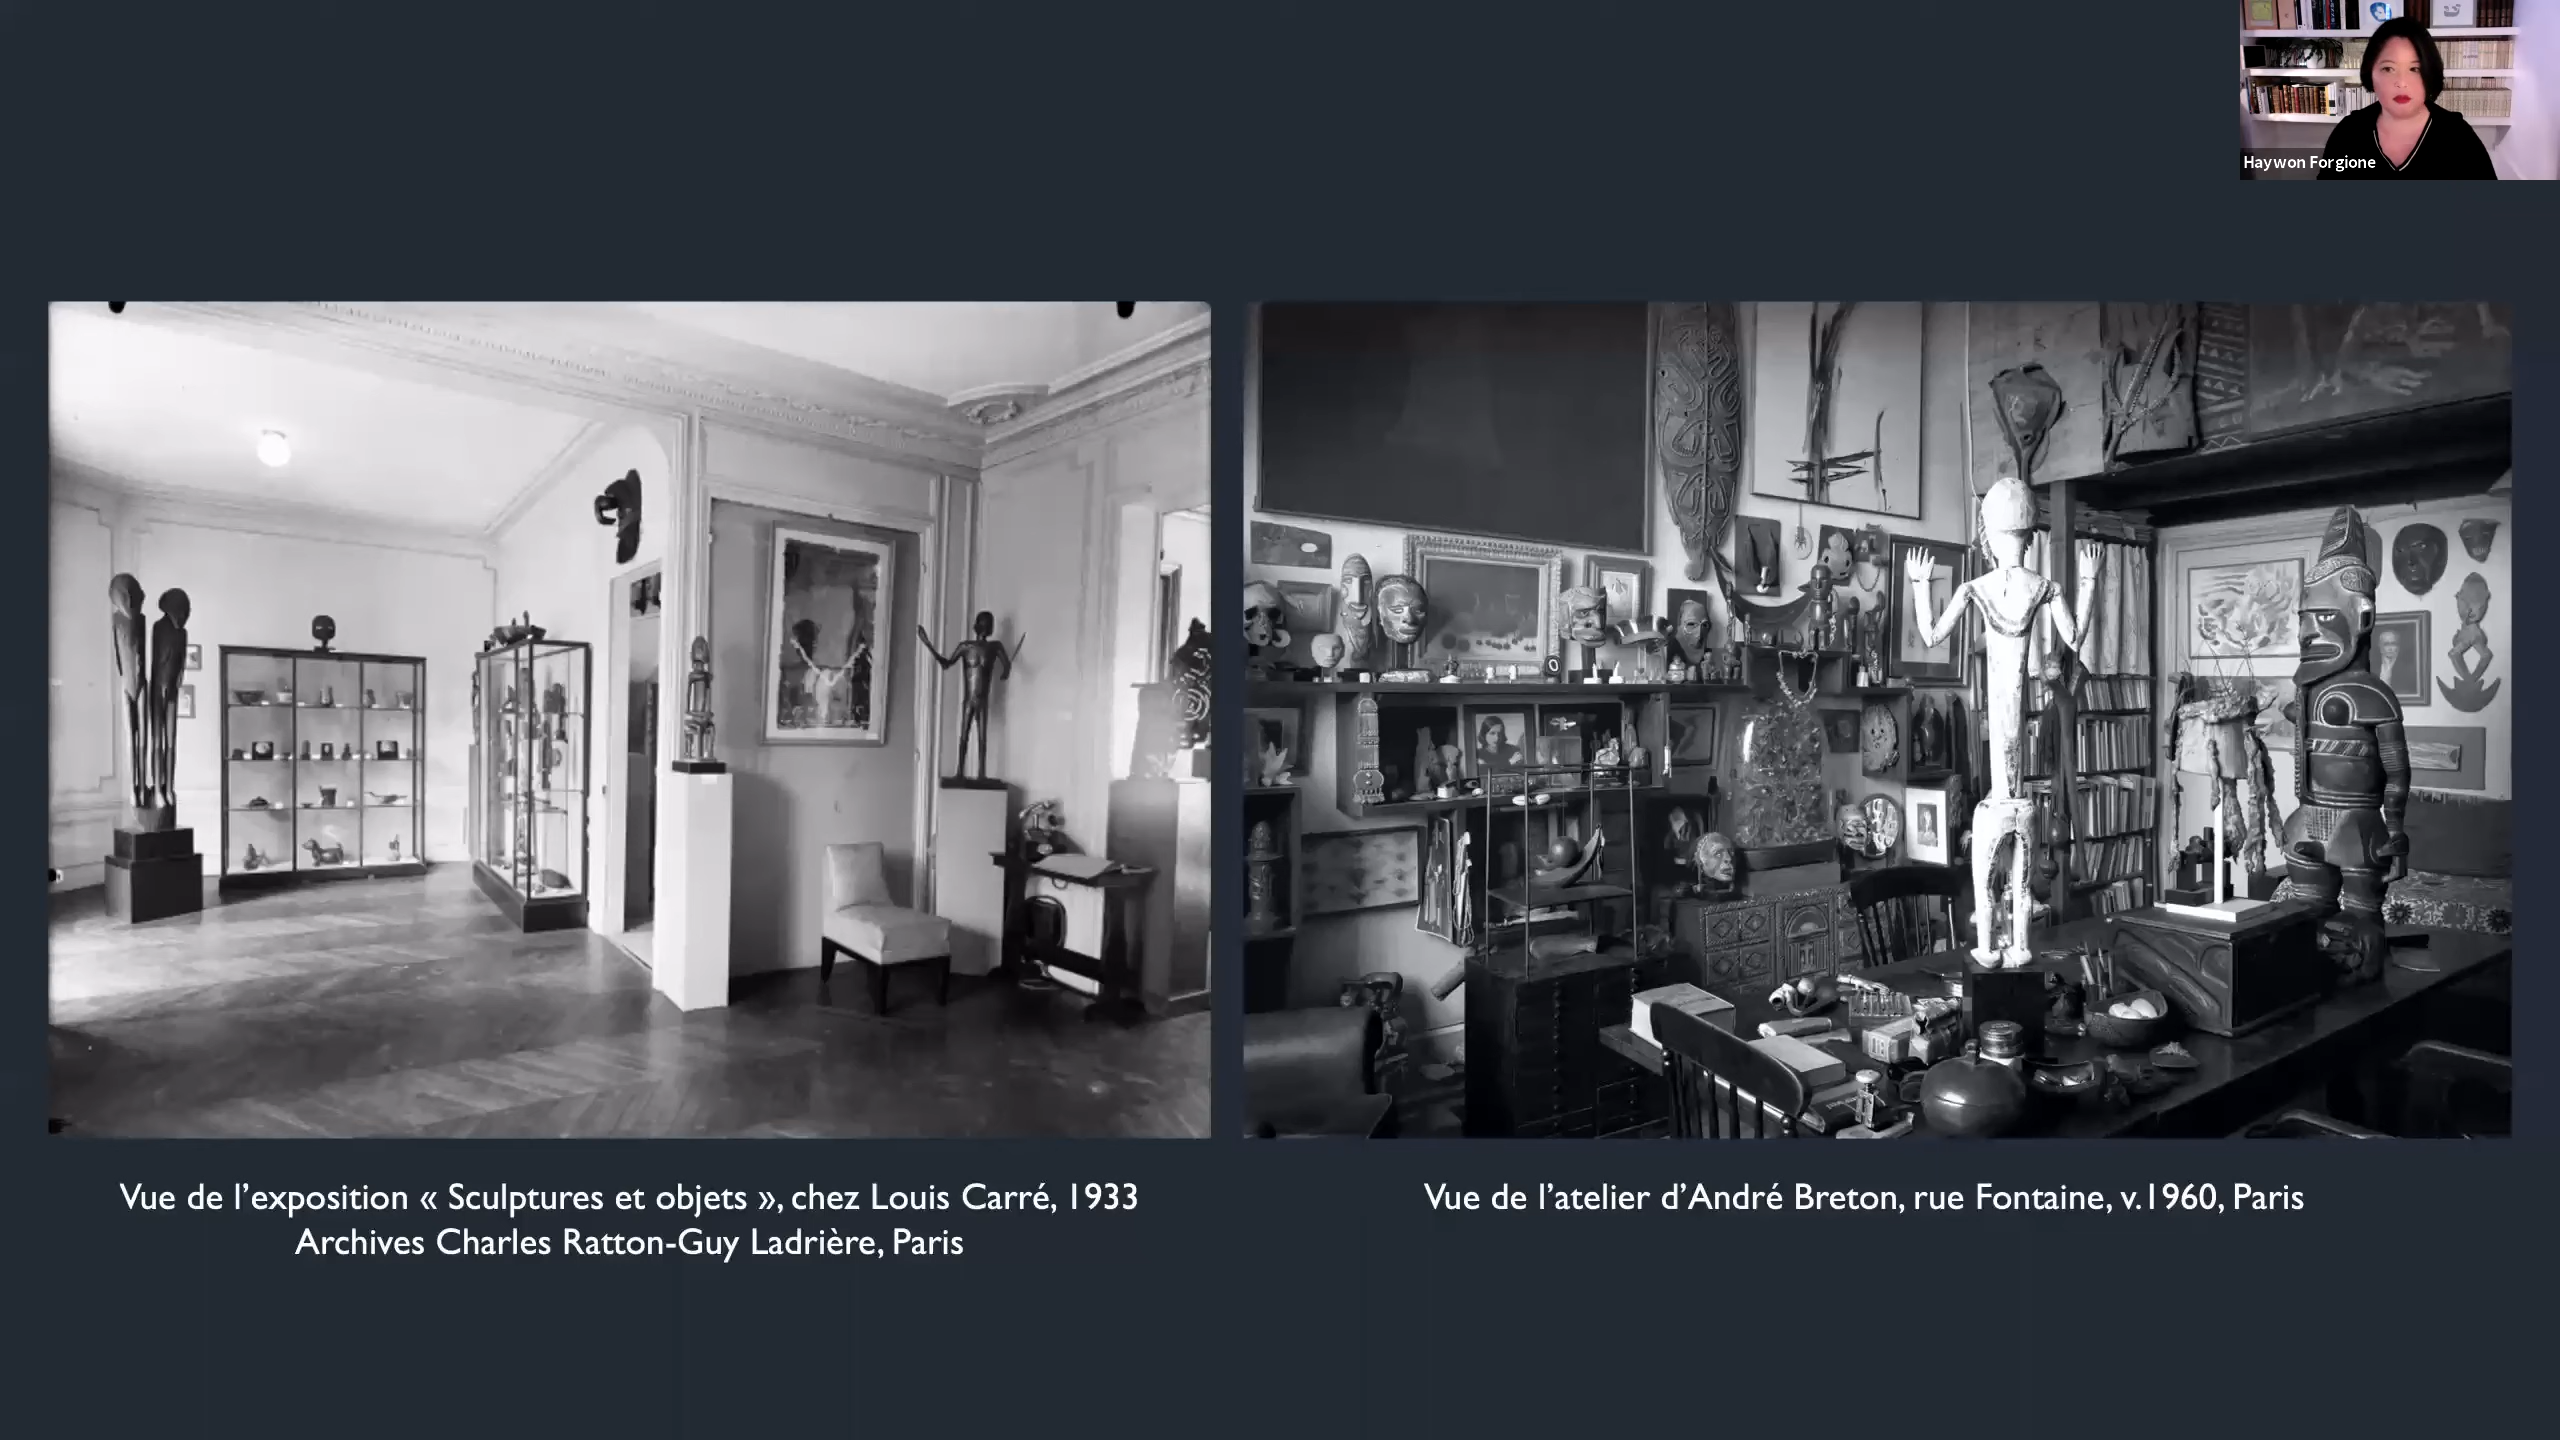 Haywon Forgione
Vue de l’exposition « Sculptures et objets », chez Louis Carré, 1933
Archives Charles Ratton-Guy Ladrière, Paris
Vue de l’atelier d’André Breton, rue Fontaine, v.1960, Paris